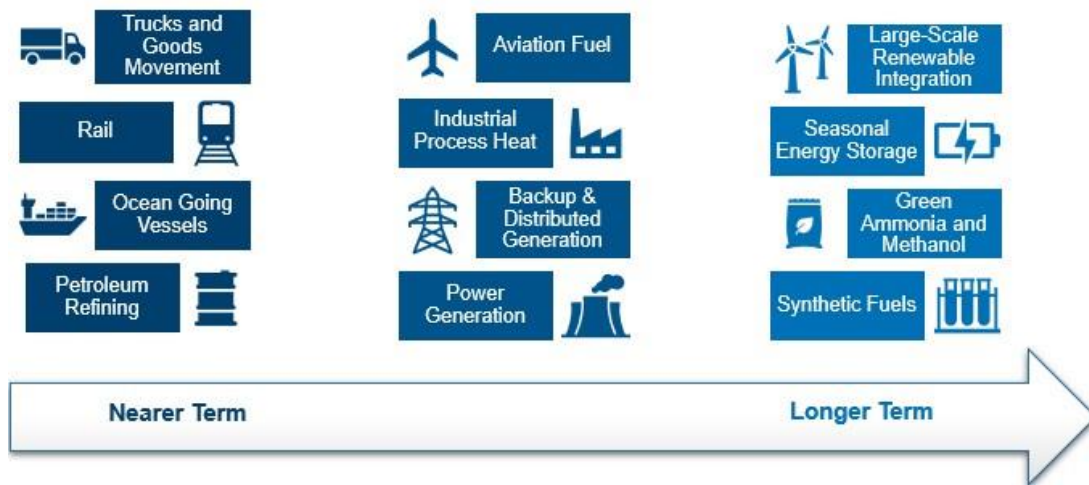 Trucks and
Goods
Movement
Rail
Ocean Going
Vessels
Petroleum
Refining
Aviation Fuel
Industrial
Process Heat
Backup &
Distributed
Generation
Power
Generation
Large-Scale
Renewable
Integration
Seasonal
Energy Storage
Green
Ammonia and
Methanol
Synthetic Fuels
Nearer Term
Longer Term